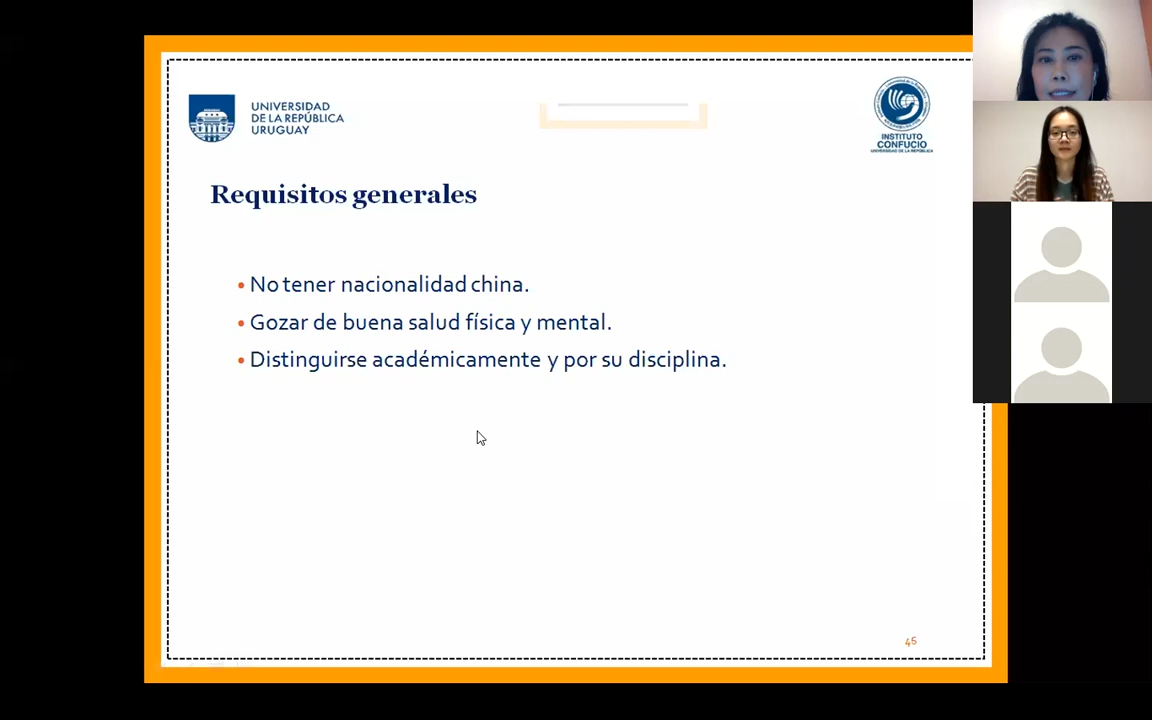 UNIVERSIDAD
DE LA REPÚBLICA
URUGUAY
INSTITUTO
CONFUCIO
UNIVERSIDAD DE LA REPÚBLICA
Requisitos generales
• No tener nacionalidad china.
• Gozar de buena salud física y mental.
• Distinguirse académicamente y por su disciplina.
45